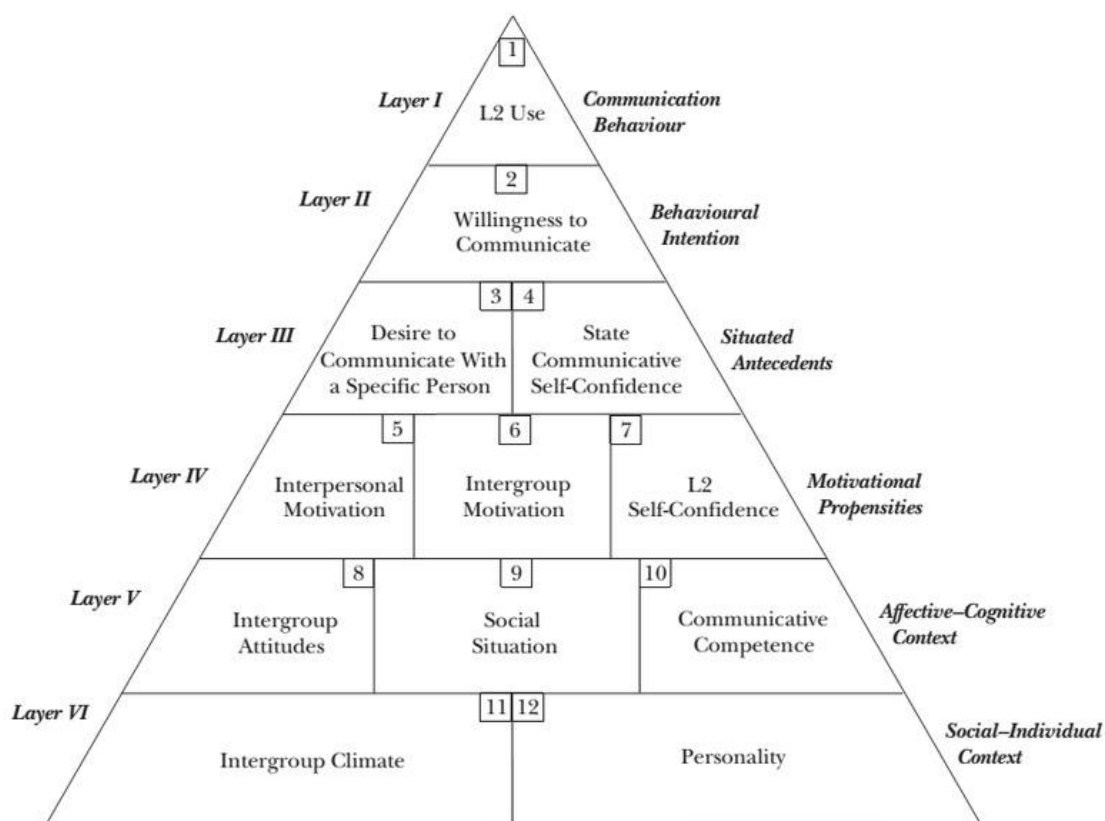 1
Layer I
L2 Use
Communication
Behaviour
2
Layer II
Willingness to
Communicate
Behavioural
Intention
3
4
Layer III
Desire to
Communicate With
a Specific Person
State
Communicative
Self-Confidence
Situated
Antecedents
5
6
7
Layer IV
Interpersonal
Motivation
Intergroup
Motivation
L2
Self-Confidence
Motivational
Propensities
8
9
10
Layer V
Intergroup
Attitudes
Social
Situation
Communicative
Competence
Affective–Cognitive
Context
11
12
Layer VI
Intergroup Climate
Personality
Social–Individual
Context